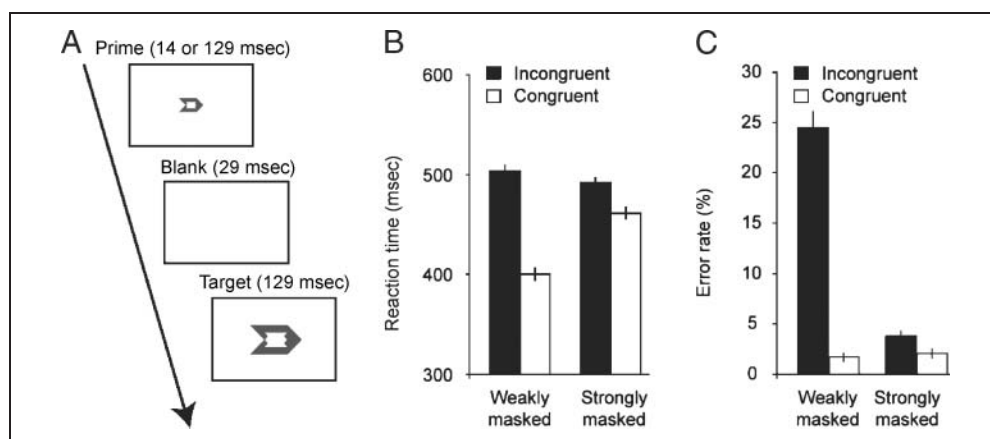 A
Prime (14 or 129 msec)
Blank (29 msec)
Target (129 msec)
B
Incongruent
Congruent
Reaction time (msec)
600
500
400
300
Weakly masked
Strongly masked
C
Incongruent
Congruent
Error rate (%)
30
25
20
15
10
5
0
Weakly masked
Strongly masked